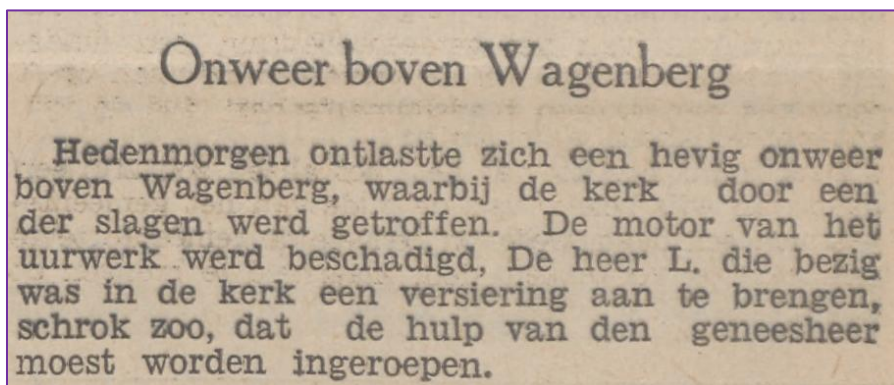 Onweer boven Wagenberg
Hedenmorgen ontlastte zich een hevig onweer
boven Wagenberg, waarbij de kerk door een
der slagen werd getroffen. De motor van het
uurwerk werd beschadigd, De heer L. die bezig
was in de kerk een versiering aan te brengen,
schrok zoo, dat de hulp van den geneesheer
moest worden ingeroepen.